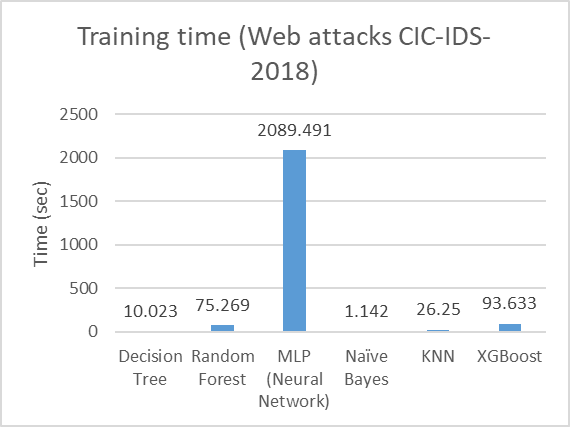 Training time (Web attacks CIC-IDS-
2018)
Time (sec)
2500
2000
1500
1000
500
0
10.023
75.269
2089.491
1.142
26.25
93.633
Decision
Tree
Random
Forest
MLP
(Neural
Network)
Naïve
Bayes
KNN
XGBoost